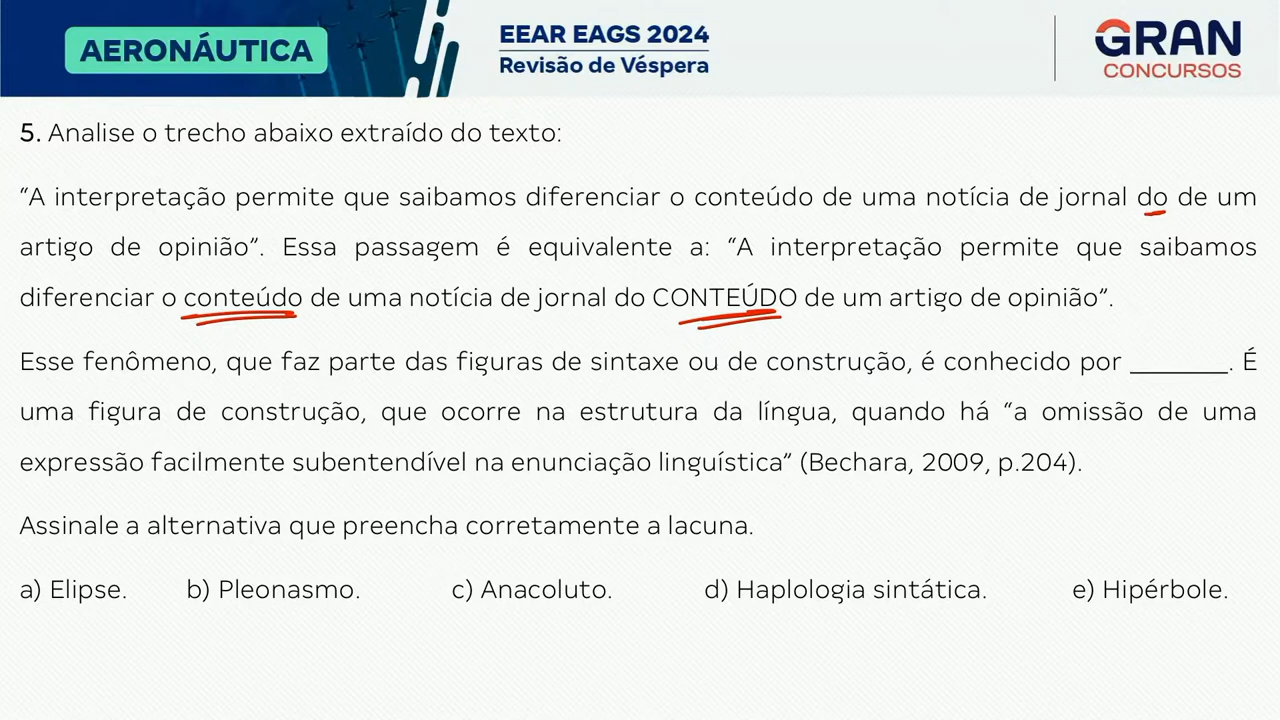 AERONÁUTICA
EEAR EAGS 2024
Revisão de Véspera
GRAN
CONCURSOS
5. Analise o trecho abaixo extraído do texto:
“A interpretação permite que saibamos diferenciar o conteúdo de uma notícia de jornal do de um
artigo de opinião”. Essa passagem é equivalente a: “A interpretação permite que saibamos
diferenciar o conteúdo de uma notícia de jornal do CONTEÚDO de um artigo de opinião”.
Esse fenômeno, que faz parte das figuras de sintaxe ou de construção, é conhecido por ________. É
uma figura de construção, que ocorre na estrutura da língua, quando há “a omissão de uma
expressão facilmente subentendível na enunciação linguística” (Bechara, 2009, p.204).
Assinale a alternativa que preencha corretamente a lacuna.
a) Elipse. b) Pleonasmo. c) Anacoluto. d) Haplologia sintática. e) Hipérbole.